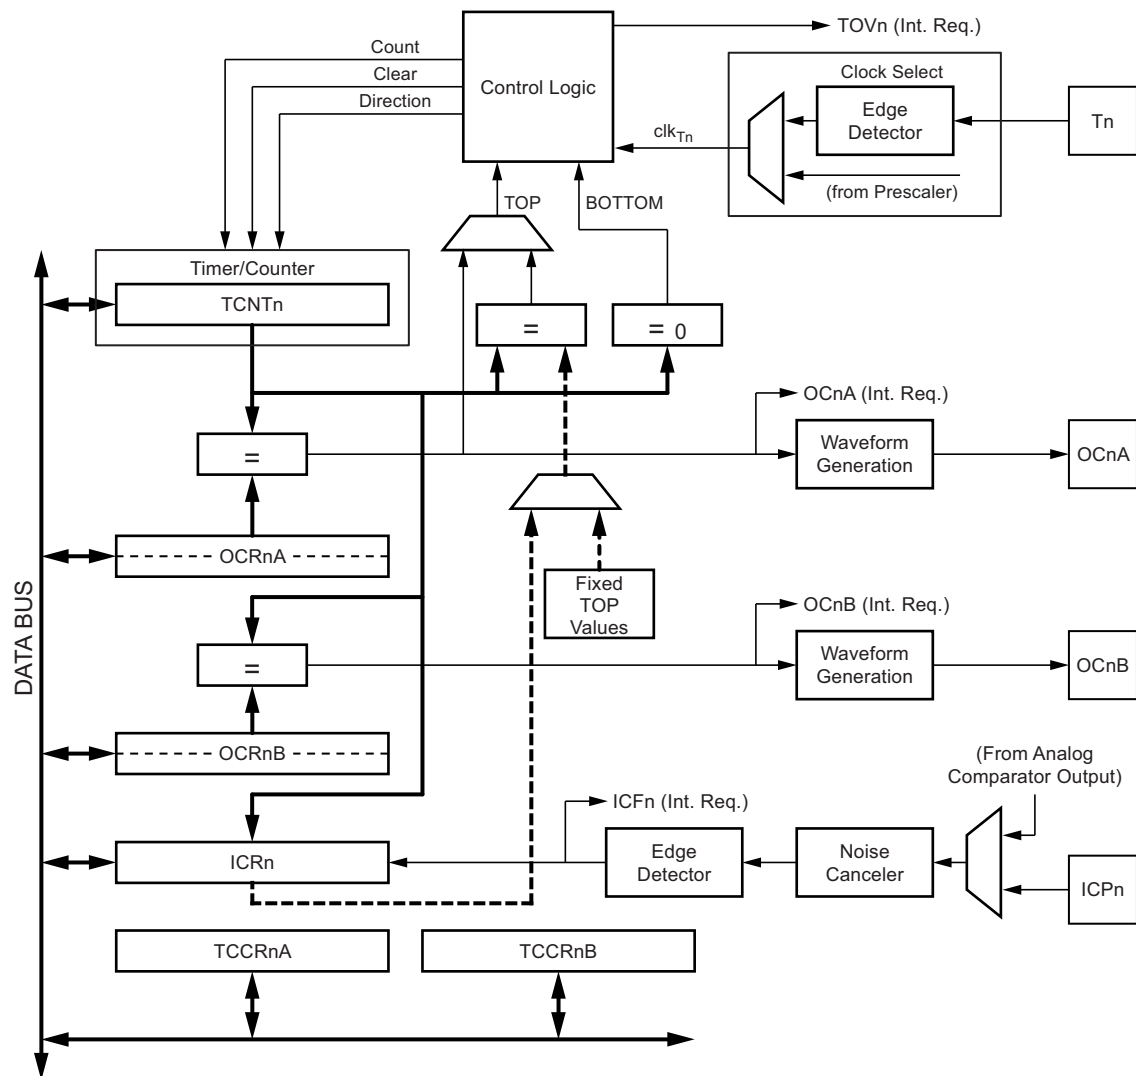 TOVn (Int. Req.)
Count
Clear
Direction
Control Logic
Clock Select
Edge
Detector
Tn
clkTn
(from Prescaler)
TOP
BOTTOM
Timer/Counter
TCNTn
=
= 0
OCnA (Int. Req.)
=
Waveform
Generation
OCnA
OCRnA
Fixed
TOP
Values
DATA BUS
OCnB (Int. Req.)
=
Waveform
Generation
OCnB
OCRnB
(From Analog
Comparator Output)
ICFn (Int. Req.)
ICRn
Edge
Detector
Noise
Canceler
ICPn
TCCRnA
TCCRnB